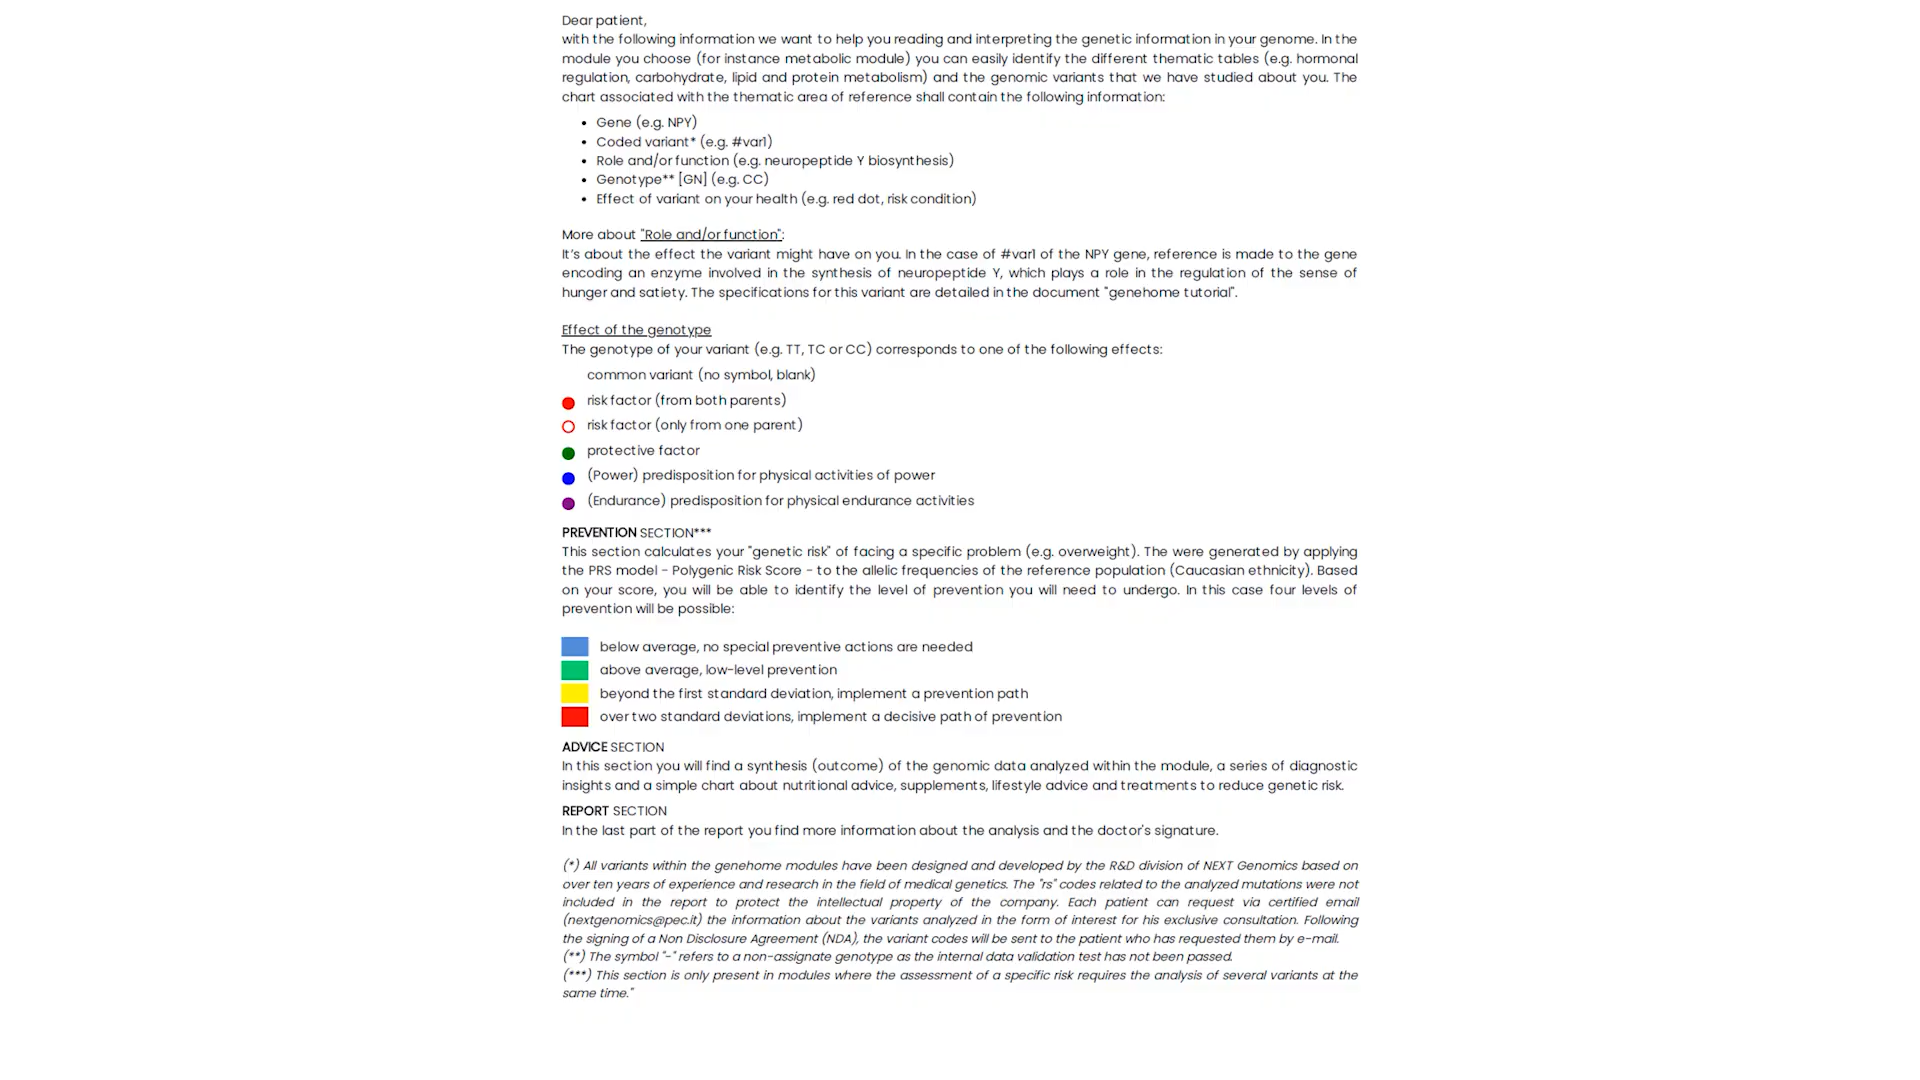 Dear patient,
with the following information we want to help you reading and interpreting the genetic information in your genome. In the
module you choose (for instance metabolic module) you can easily identify the different thematic tables (e.g. hormonal
regulation, carbohydrate, lipid and protein metabolism) and the genomic variants that we have studied about you. The
chart associated with the thematic area of reference shall contain the following information:
• Gene (e.g. NPY)
• Coded variant* (e.g. #var1)
• Role and/or function (e.g. neuropeptide Y biosynthesis)
• Genotype** [GN] (e.g. CC)
• Effect of variant on your health (e.g. red dot, risk condition)
More about "Role and/or function":
It's about the effect the variant might have on you. In the case of #var1 of the NPY gene, reference is made to the gene
encoding an enzyme involved in the synthesis of neuropeptide Y, which plays a role in the regulation of the sense of
hunger and satiety. The specifications for this variant are detailed in the document "genehome tutorial".
Effect of the genotype
The genotype of your variant (e.g. TT, TC or CC) corresponds to one of the following effects:
common variant (no symbol, blank)
risk factor (from both parents)
risk factor (only from one parent)
protective factor
(Power) predisposition for physical activities of power
(Endurance) predisposition for physical endurance activities
PREVENTION SECTION***
This section calculates your "genetic risk" of facing a specific problem (e.g. overweight). The were generated by applying
the PRS model - Polygenic Risk Score - to the allelic frequencies of the reference population (Caucasian ethnicity). Based
on your score, you will be able to identify the level of prevention you will need to undergo. In this case four levels of
prevention will be possible:
below average, no special preventive actions are needed
above average, low-level prevention
beyond the first standard deviation, implement a prevention path
over two standard deviations, implement a decisive path of prevention
ADVICE SECTION
In this section you will find a synthesis (outcome) of the genomic data analyzed within the module, a series of diagnostic
insights and a simple chart about nutritional advice, supplements, lifestyle advice and treatments to reduce genetic risk.
REPORT SECTION
In the last part of the report you find more information about the analysis and the doctor's signature.
(*) All variants within the genehome modules have been designed and developed by the R&D division of NEXT Genomics based on
over ten years of experience and research in the field of medical genetics. The "rs" codes related to the analyzed mutations were not
included in the report to protect the intellectual property of the company. Each patient can request via certified email
(nextgenomics@pec.it) the information about the variants analyzed in the form of interest for his exclusive consultation. Following
the signing of a Non Disclosure Agreement (NDA), the variant codes will be sent to the patient who has requested them by e-mail.
(**) The symbol "-" refers to a non-assignate genotype as the internal data validation test has not been passed.
(***) This section is only present in modules where the assessment of a specific risk requires the analysis of several variants at the
same time."